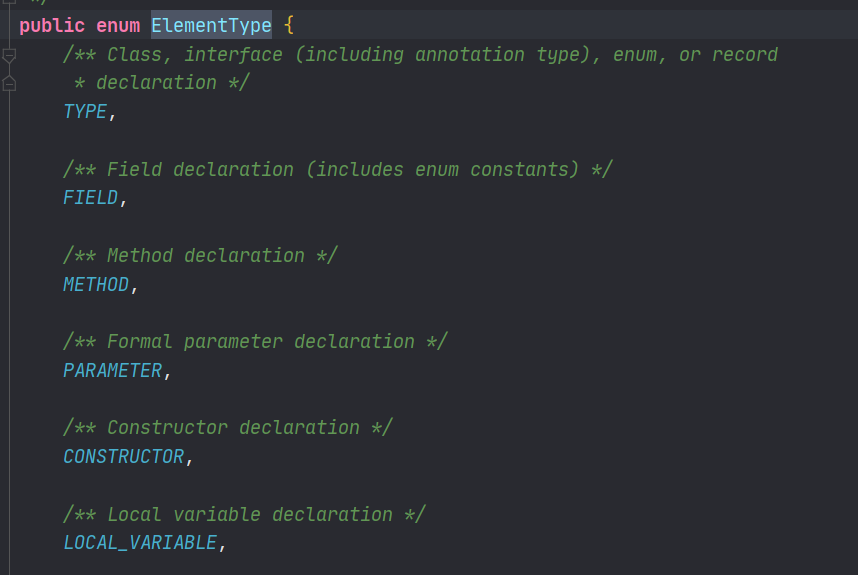 */
public enum ElementType {
/** Class, interface (including annotation type), enum, or record
* declaration */
TYPE,
/** Field declaration (includes enum constants) */
FIELD,
/** Method declaration */
METHOD,
/** Formal parameter declaration */
PARAMETER,
/** Constructor declaration */
CONSTRUCTOR,
/** Local variable declaration */
LOCAL_VARIABLE,